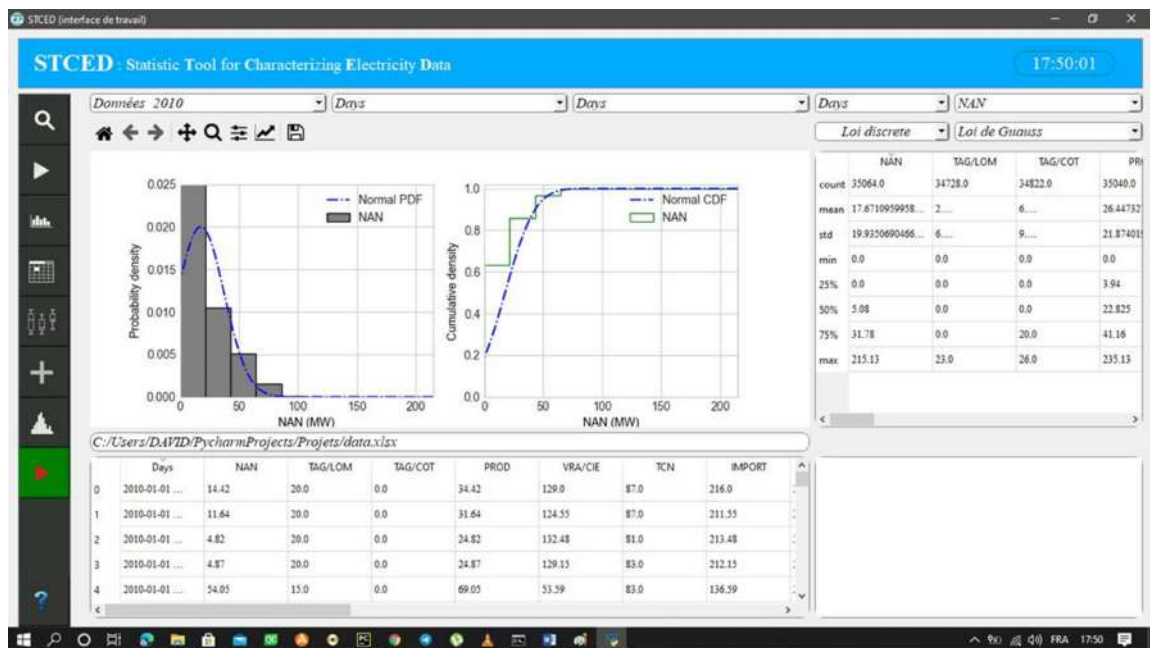 STCED (interface de travail)
STCED : Statistic Tool for Characterizing Electricity Data
17:50:01
Données 2010
Days
Days
Days
NAN
Loi discrete
Loi de Guauss
Normal PDF
NAN
Probability density
0.025
0.020
0.015
0.010
0.005
0.000
0 50 100 150 200
NAN (MW)
Normal CDF
NAN
Cumulative density
1.0
0.8
0.6
0.4
0.2
0.0
0 50 100 150 200
NAN (MW)
NAN TAG/LOM TAG/COT
count 35064.0 34728.0 34822.0 35040.0
mean 17.6710959958... 2.... 6.... 26.44732
std 19.9350690466... 6.... 9.... 21.87401
min 0.0 0.0 0.0 0.0
25% 0.0 0.0 0.0 3.94
50% 5.08 0.0 0.0 22.825
75% 31.78 0.0 20.0 41.16
max 215.13 23.0 26.0 235.13
C:/Users/DAVID/PycharmProjects/Projets/data.xlsx
Days NAN TAG/LOM TAG/COT PROD VRA/CIE TCN IMPORT
0 2010-01-01 ... 14.42 20.0 0.0 34.42 129.0 87.0 216.0
1 2010-01-01 ... 11.64 20.0 0.0 31.64 124.55 87.0 211.55
2 2010-01-01 ... 4.82 20.0 0.0 24.82 132.48 81.0 213.48
3 2010-01-01 ... 4.87 20.0 0.0 24.87 129.15 83.0 212.15
4 2010-01-01 ... 54.05 15.0 0.0 69.05 53.59 83.0 136.59
?
FRA 17:50